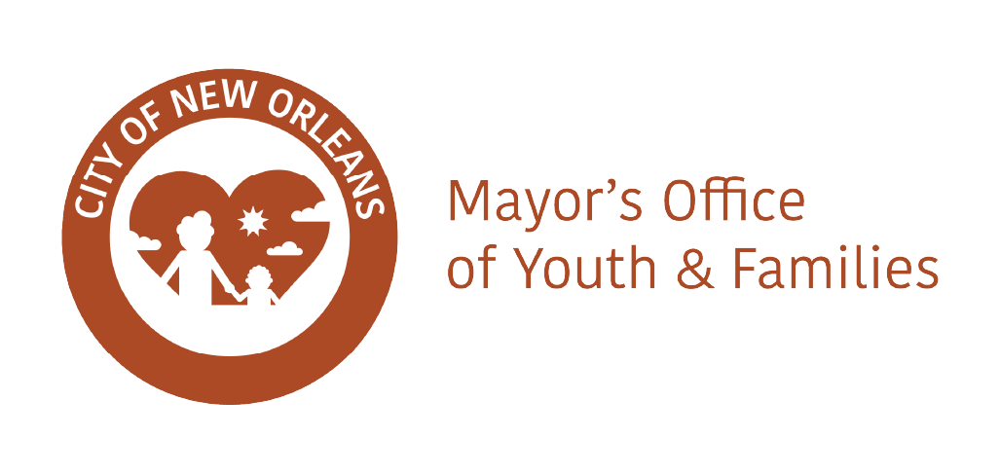 CITY OF NEW ORLEANS
Mayor’s Office
of Youth & Families